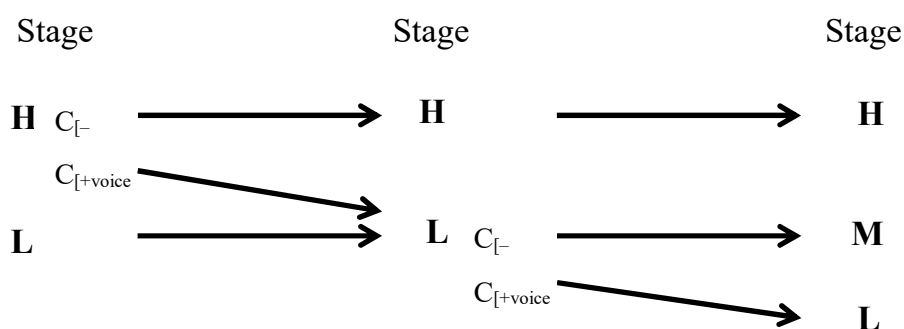 Stage Stage Stage
H C[– H H
C[+voice
L L C[– M
C[+voice
L